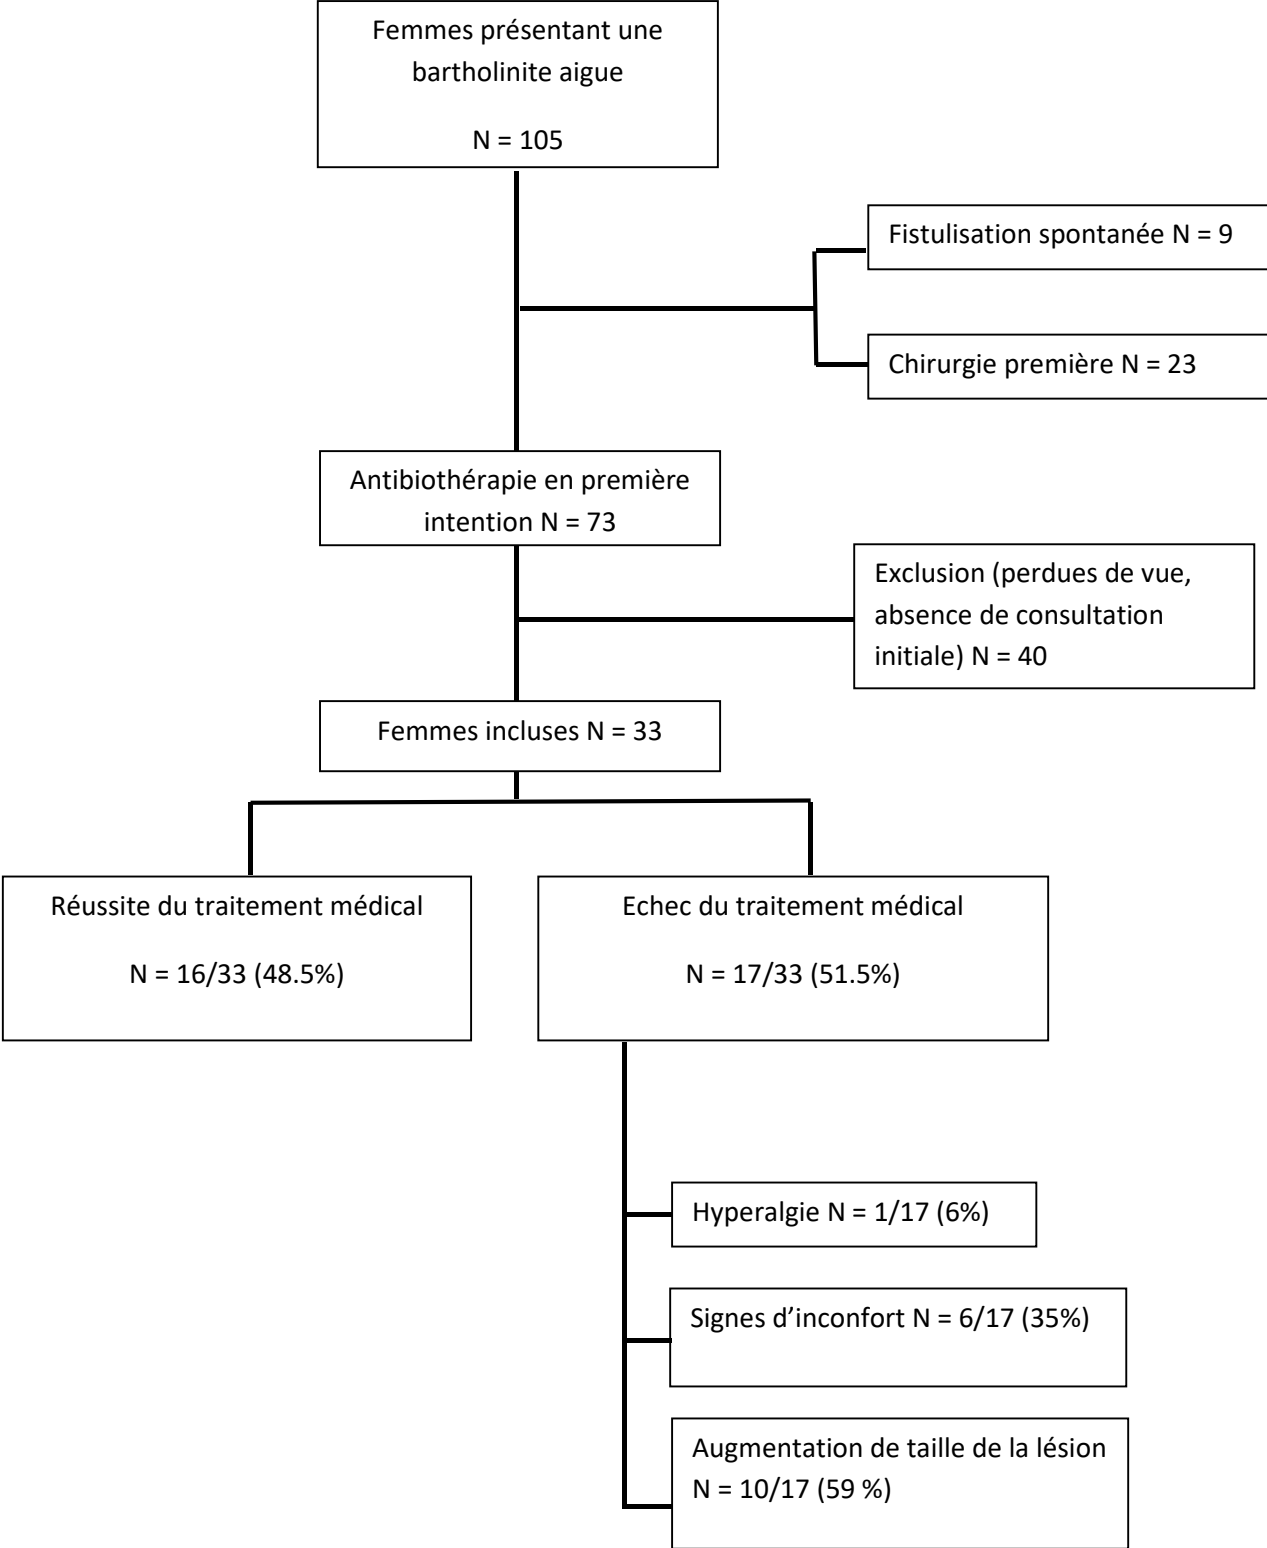 Femmes présentant une
bartholinite aigue
N = 105
Fistulisation spontanée N = 9
Chirurgie première N = 23
Antibiothérapie en première
intention N = 73
Exclusion (perdues de vue,
absence de consultation
initiale) N = 40
Femmes incluses N = 33
Réussite du traitement médical
N = 16/33 (48.5%)
Echec du traitement médical
N = 17/33 (51.5%)
Hyperalgie N = 1/17 (6%)
Signes d’inconfort N = 6/17 (35%)
Augmentation de taille de la lésion
N = 10/17 (59 %)